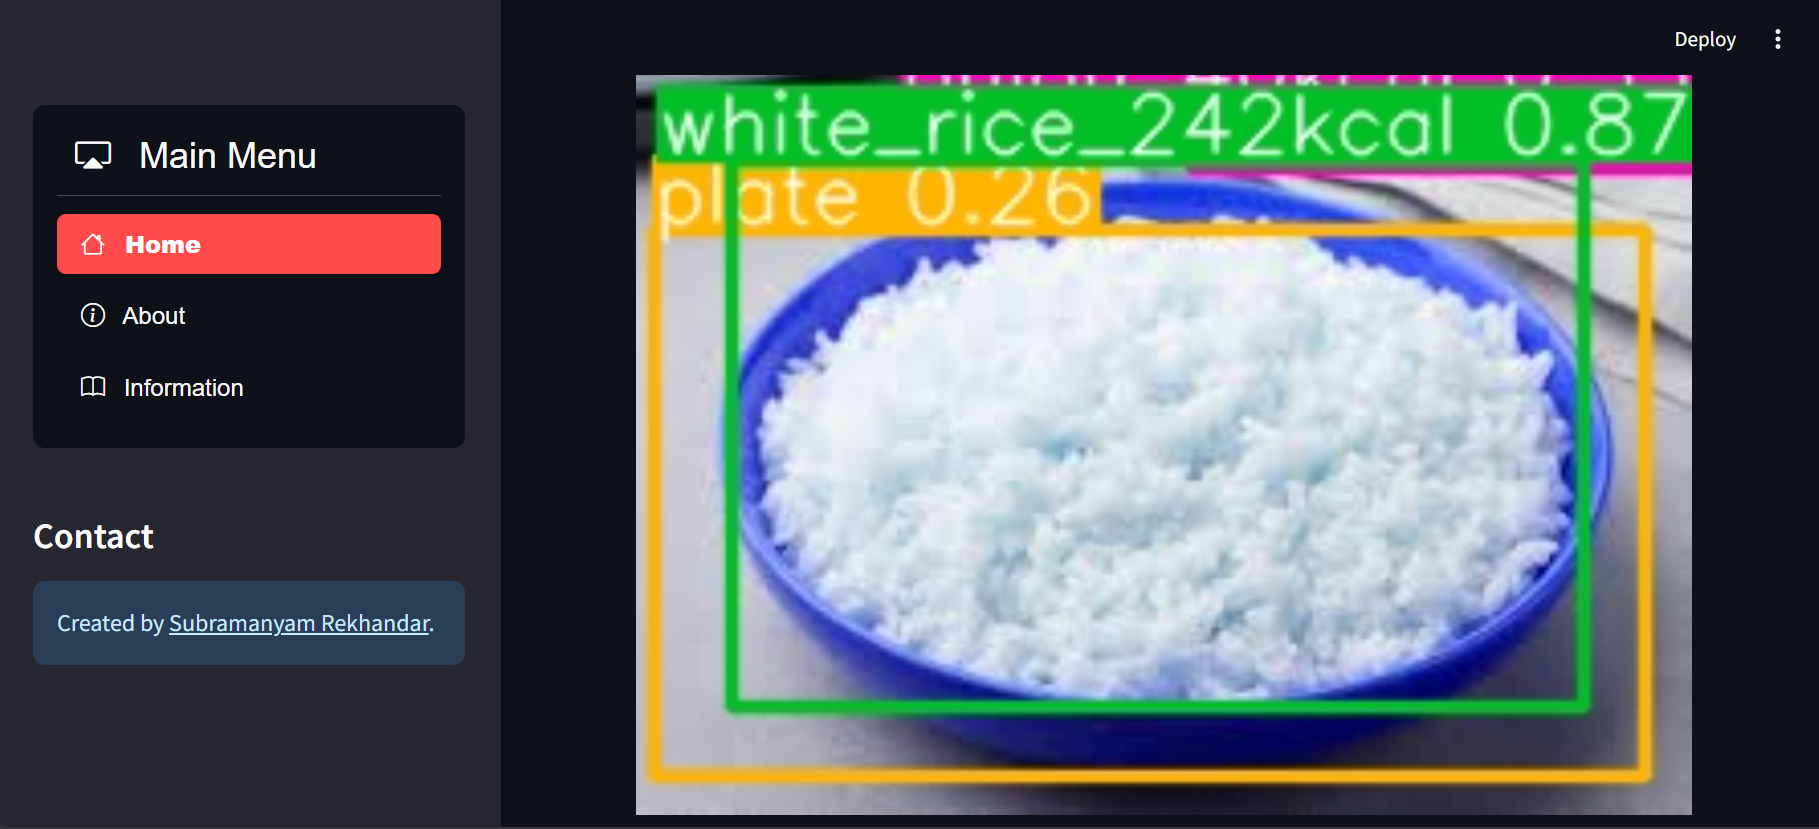 Main Menu
Home
About
Information
Contact
Created by Subramanyam Rekhandar.
Deploy
white_rice_242kcal 0.87
plate 0.26